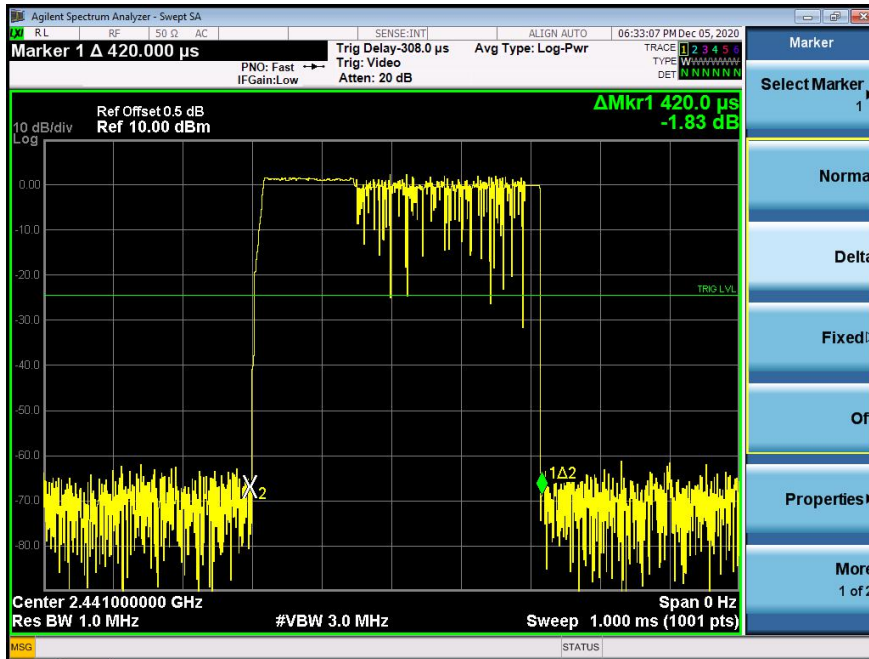 Agilent Spectrum Analyzer - Swept SA
LXI RL RF 50 Ω AC SENSE:INT ALIGN AUTO 06:33:07 PM Dec 05, 2020
Marker 1 Δ 420.000 µs
PNO: Fast
IFGain:Low
Trig Delay-308.0 µs
Trig: Video
Atten: 20 dB
Avg Type: Log-Pwr
TRACE 1 2 3 4 5 6
TYPE WWWWWW
DET N N N N N N
Marker
Select Marker
1
Norma
Delta
Fixed
Of
Properties
More
1 of 2
ΔMkr1 420.0 µs
-1.83 dB
Ref Offset 0.5 dB
10 dB/div Ref 10.00 dBm
Log
0.00
-10.0
-20.0
TRIG LVL
-30.0
-40.0
-50.0
-60.0
1Δ2
X2
-70.0
-80.0
Center 2.441000000 GHz Span 0 Hz
Res BW 1.0 MHz #VBW 3.0 MHz Sweep 1.000 ms (1001 pts)
MSG STATUS